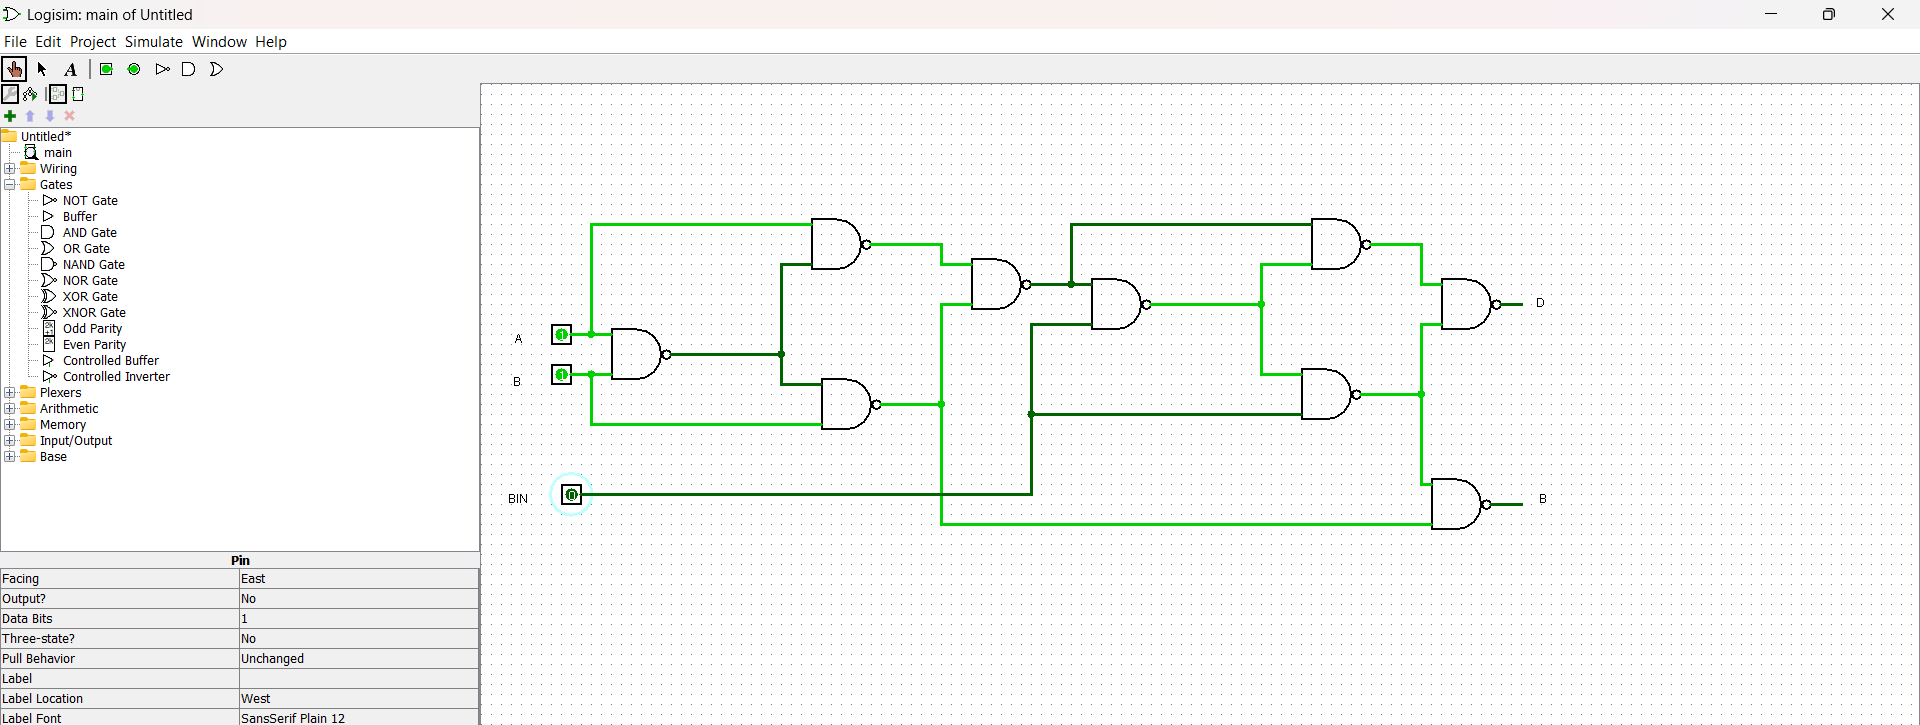 Logisim: main of Untitled
File Edit Project Simulate Window Help
A
Untitled*
main
Wiring
Gates
NOT Gate
Buffer
AND Gate
OR Gate
NAND Gate
NOR Gate
XOR Gate
XNOR Gate
Odd Parity
Even Parity
Controlled Buffer
Controlled Inverter
Plexers
Arithmetic
Memory
Input/Output
Base
Pin
Facing East
Output? No
Data Bits 1
Three-state? No
Pull Behavior Unchanged
Label
Label Location West
Label Font SansSerif Plain 12
A 1
B 1
BIN 0
D
B